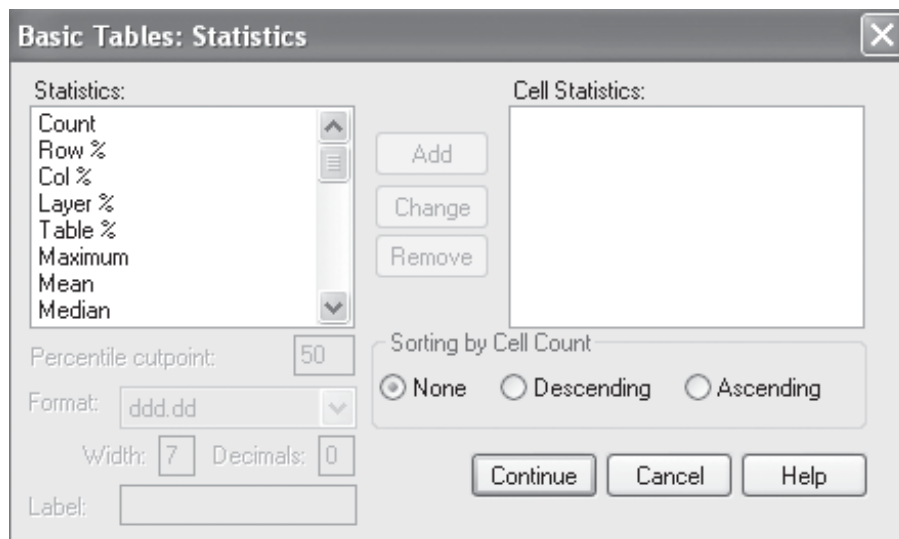 Basic Tables: Statistics
Statistics:
Count
Row %
Col %
Layer %
Table %
Maximum
Mean
Median
Add
Change
Remove
Cell Statistics:
Percentile cutpoint: 50
Format: ddd.dd
Width: 7 Decimals: 0
Label:
Sorting by Cell Count
None Descending Ascending
Continue Cancel Help